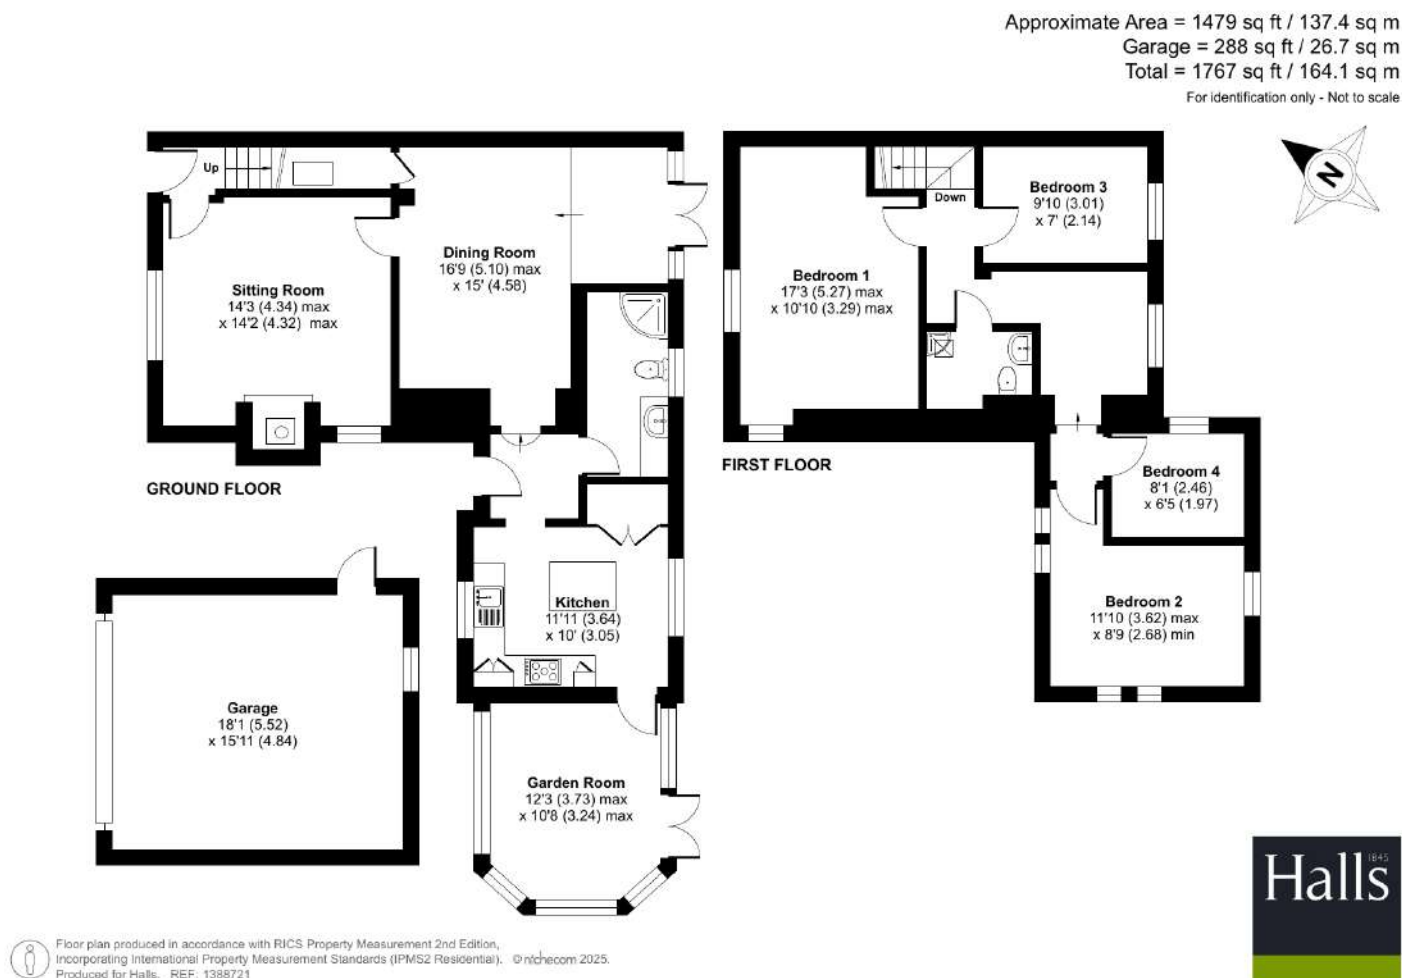 Approximate Area = 1479 sq ft / 137.4 sq m
Garage = 288 sq ft / 26.7 sq m
Total = 1767 sq ft / 164.1 sq m
For identification only - Not to scale
N
Up
Dining Room
16'9 (5.10) max
x 15' (4.58)
Sitting Room
14'3 (4.34) max
x 14'2 (4.32) max
GROUND FLOOR
Kitchen
11'11 (3.64)
x 10' (3.05)
Garage
18'1 (5.52)
x 15'11 (4.84)
Garden Room
12'3 (3.73) max
x 10'8 (3.24) max
Down
Bedroom 3
9'10 (3.01)
x 7' (2.14)
Bedroom 1
17'3 (5.27) max
x 10'10 (3.29) max
FIRST FLOOR
Bedroom 4
8'1 (2.46)
x 6'5 (1.97)
Bedroom 2
11'10 (3.62) max
x 8'9 (2.68) min
Halls
1845
Floor plan produced in accordance with RICS Property Measurement 2nd Edition,
Incorporating International Property Measurement Standards (IPMS2 Residential). ©nichecom 2025.
Produced for Halls. REF: 1388721